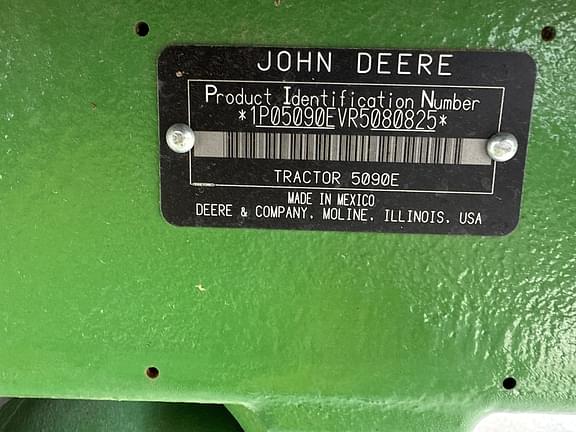 JOHN DEERE
Product Identification Number
*1P05090EVR5080825*
TRACTOR 5090E
MADE IN MEXICO
DEERE & COMPANY, MOLINE, ILLINOIS, USA